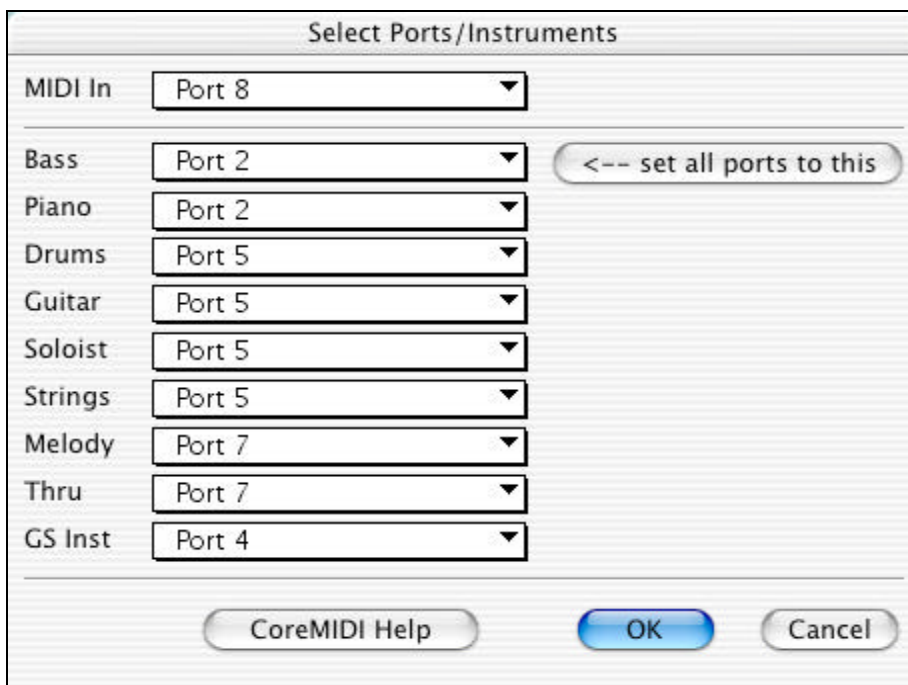 Select Ports/Instruments
MIDI In Port 8
Bass Port 2 <-- set all ports to this
Piano Port 2
Drums Port 5
Guitar Port 5
Soloist Port 5
Strings Port 5
Melody Port 7
Thru Port 7
GS Inst Port 4
CoreMIDI Help OK Cancel